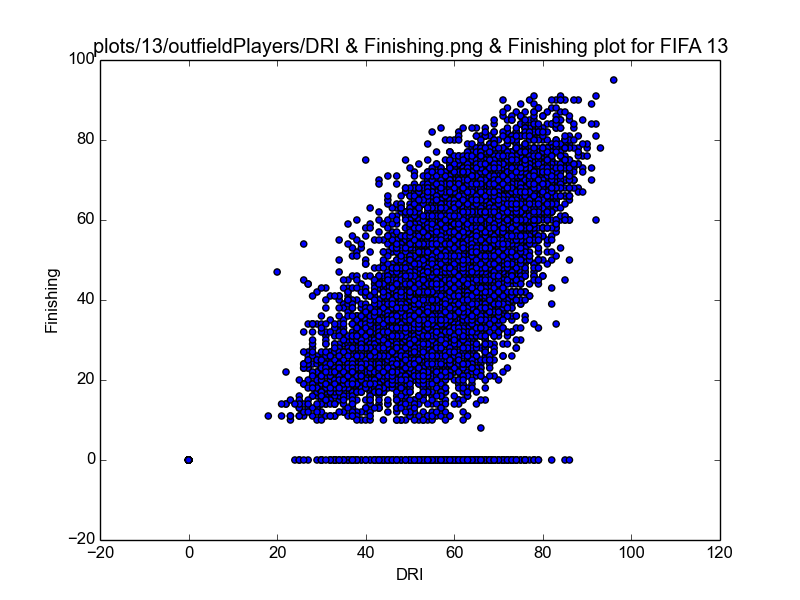 plots/13/outfieldPlayers/DRI & Finishing.png & Finishing plot for FIFA 13
100
80
60
40
20
0
−20
Finishing
−20 0 20 40 60 80 100 120
DRI